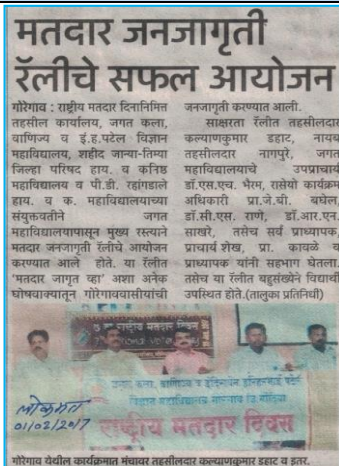 मतदार जनजागृती
रॅलीचे सफल आयोजन
गोरेगाव : राष्ट्रीय मतदार दिनानिमित्त
तहसील कार्यालय, जगत कला,
वाणिज्य व इं.ह.पटेल विज्ञान
महाविद्यालय, शहीद जान्या-तिम्या
जिल्हा परिषद हाय. व कनिष्ठ
महाविद्यालय व पी.डी. रहांगडाले
हाय. व क. महाविद्यालयाच्या
संयुक्तवतीने जगत
महाविद्यालयापासून मुख्य रस्त्याने
मतदार जनजागृती रॅलीचे आयोजन
करण्यात आले होते. या रॅलीत
'मतदार जागृत व्हा' अशा अनेक
घोषवाक्यातून गोरेगाववासीयांची
जनजागृती करण्यात आली.
साक्षरता रॅलीत तहसीलदार
कल्याणकुमार डहाट, नायब
तहसीलदार नागपुरे, जगत
महाविद्यालयाचे उपप्राचार्य
डॉ.एस.एच. भैरम, रासेयो कार्यक्रम
अधिकारी प्रा.जे.बी. बघेल,
डॉ.सी.एस. राणे, डॉ.आर.एन.
साखरे, तसेच सर्व प्राध्यापक,
प्राचार्य शेख, प्रा. कावळे व
प्राध्यापक यांनी सहभाग घेतला.
तसेच या रॅलीत बहुसंख्येने विद्यार्थी
उपस्थित होते.(तालुका प्रतिनिधी)
राष्ट्रीय मतदार दिवस
लोकमत
01/02/2017
राष्ट्रीय मतदार दिवस
गोरेगाव येथील कार्यक्रमात मंचावर तहसीलदार कल्याणकुमार डहाट व इतर.